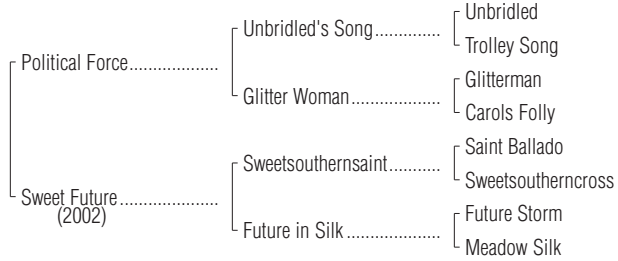 Unbridled
Unbridled's Song..............
Trolley Song
Political Force...................
Glitterman
Glitter Woman....................
Carols Folly
Saint Ballado
Sweetsouthernsaint...........
Sweetsoutherncross
Sweet Future.....................
(2002)
Future Storm
Future in Silk.....................
Meadow Silk